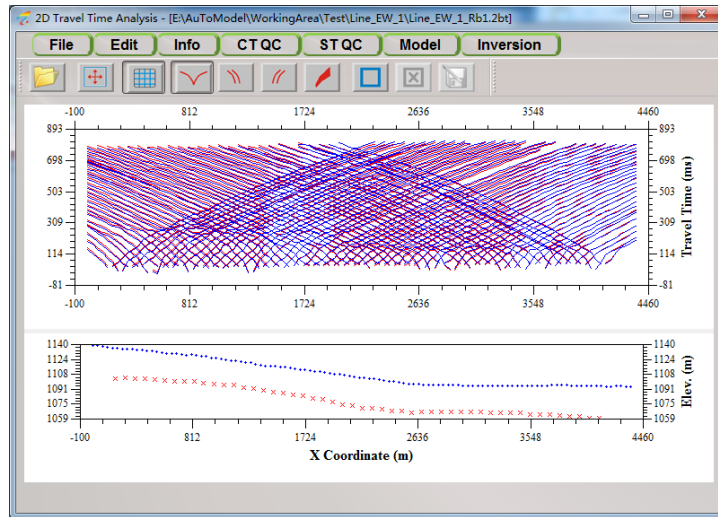 2D Travel Time Analysis - [E:\AuToModel\WorkingArea\Test\Line_EW_1\Line_EW_1_Rb1.2bt]
File Edit Info CT QC ST QC Model Inversion
-100 812 1724 2636 3548 4460
893 893
698 698
503 503
309 309
114 114
-81 -81
Travel Time (ms)
-100 812 1724 2636 3548 4460
1140 1140
1124 1124
1108 1108
1091 1091
1075 1075
1059 1059
Elev. (m)
-100 812 1724 2636 3548 4460
X Coordinate (m)